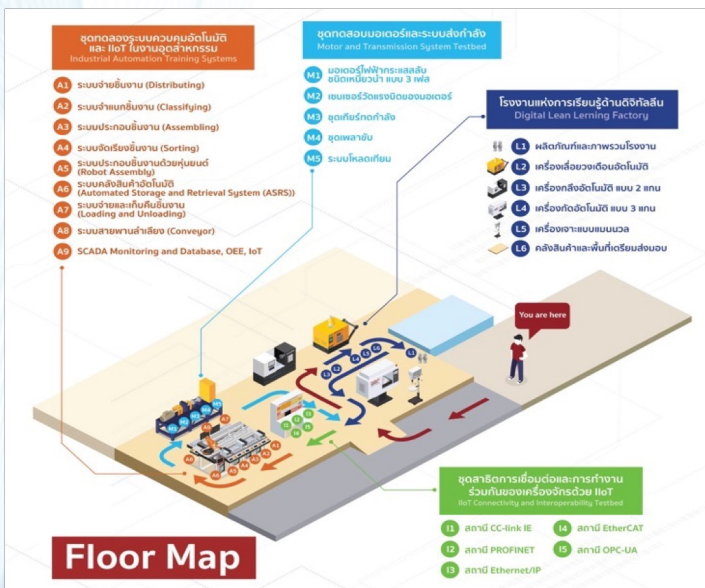 ชุดทดลองระบบควบคุมอัตโนมัติ
และ IIoT ในงานอุตสาหกรรม
Industrial Automation Training Systems
A1 ระบบจ่ายชิ้นงาน (Distributing)
A2 ระบบจำแนกชิ้นงาน (Classifying)
A3 ระบบประกอบชิ้นงาน (Assembling)
A4 ระบบจัดเรียงชิ้นงาน (Sorting)
A5 ระบบประกอบชิ้นงานด้วยหุ่นยนต์
(Robot Assembly)
A6 ระบบคลังสินค้าอัตโนมัติ
(Automated Storage and Retrieval System (ASRS))
A7 ระบบจ่ายและเก็บคืนชิ้นงาน
(Loading and Unloading)
A8 ระบบสายพานลำเลียง (Conveyor)
A9 SCADA Monitoring and Database, OEE, IoT
ชุดทดสอบมอเตอร์และระบบส่งกำลัง
Motor and Transmission System Testbed
M1 มอเตอร์ไฟฟ้ากระแสสลับ
ชนิดเหนี่ยวนำ แบบ 3 เฟส
M2 เซนเซอร์วัดแรงบิดของมอเตอร์
M3 ชุดเกียร์ทดกำลัง
M4 ชุดเพลาขับ
M5 ระบบโหลดเทียม
โรงงานแห่งการเรียนรู้ด้านดิจิทัลลีน
Digital Lean Lerning Factory
L1 ผลิตภัณฑ์และภาพรวมโรงงาน
L2 เครื่องเลื่อยวงเดือนอัตโนมัติ
L3 เครื่องกลึงอัตโนมัติ แบบ 2 แกน
L4 เครื่องกัดอัตโนมัติ แบบ 3 แกน
L5 เครื่องเจาะแบบแมนนวล
L6 คลังสินค้าและพื้นที่เตรียมส่งมอบ
You are here
L1
L6
L5
L4
L2
L3
M5
M4
M3
M2
M1
I3
I2
I1
I5
I4
A7
A9
A8
A1
A2
A3
A4
A5
A6
ชุดสาธิตการเชื่อมต่อและการทำงาน
ร่วมกันของเครื่องจักรด้วย IIoT
IIoT Connectivity and Interoperability Testbed
I1 สถานี CC-link IE
I4 สถานี EtherCAT
I2 สถานี PROFINET
I5 สถานี OPC-UA
I3 สถานี Ethernet/IP
Floor Map